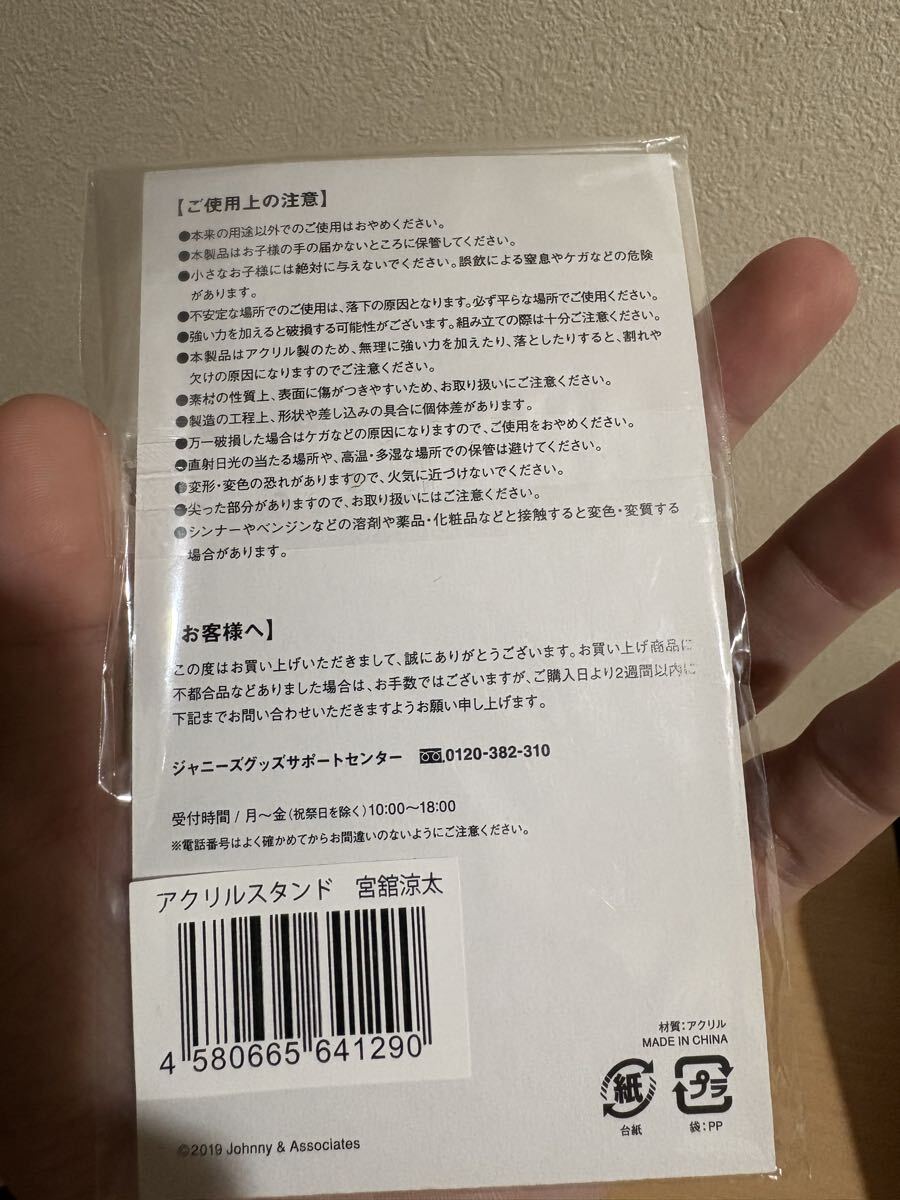 【ご使用上の注意】
●本来の用途以外でのご使用はおやめください。
●本製品はお子様の手の届かないところに保管してください。
●小さなお子様には絶対に与えないでください。誤飲による窒息やケガなどの危険
があります。
●不安定な場所でのご使用は、落下の原因となります。必ず平らな場所でご使用ください。
●強い力を加えると破損する可能性がございます。組み立ての際は十分ご注意ください。
●本製品はアクリル製のため、無理に強い力を加えたり、落としたりすると、割れや
欠けの原因になりますのでご注意ください。
●素材の性質上、表面に傷がつきやすいため、お取り扱いにご注意ください。
●製造の工程上、形状や差し込みの具合に個体差があります。
●万一破損した場合はケガなどの原因になりますので、ご使用をおやめください。
●直射日光の当たる場所や、高温・多湿な場所での保管は避けてください。
●変形・変色の恐れがありますので、火気に近づけないでください。
●尖った部分がありますので、お取り扱いにはご注意ください。
●シンナーやベンジンなどの溶剤や薬品・化粧品などと接触すると変色・変質する
場合があります。
【お客様へ】
この度はお買い上げいただきまして、誠にありがとうございます。お買い上げ商品に
不都合品などありました場合は、お手数ではございますが、ご購入日より2週間以内に
下記までお問い合わせいただきますようお願い申し上げます。
ジャニーズグッズサポートセンター 0120-382-310
受付時間/月〜金(祝祭日を除く)10:00〜18:00
※電話番号はよく確かめてからお間違いのないようにご注意ください。
アクリルスタンド 宮舘涼太
4 580665 641290
材質:アクリル
MADE IN CHINA
紙 プラ
台紙 袋:PP
©2019 Johnny & Associates